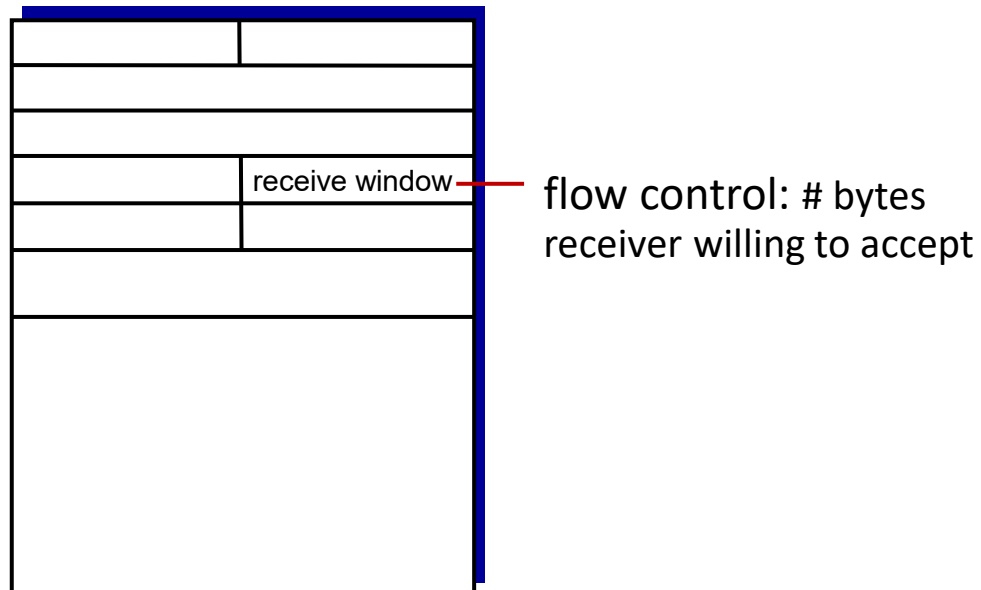 receive window
flow control: # bytes
receiver willing to accept